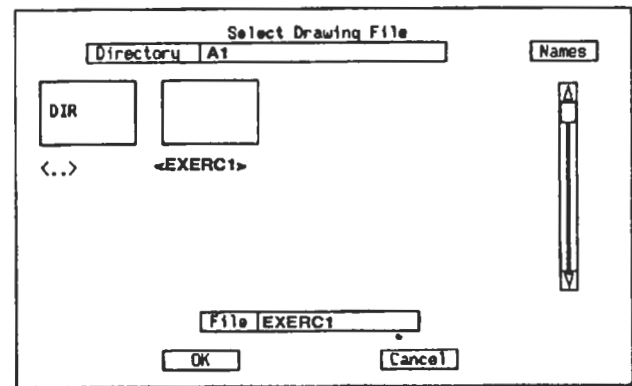 Select Drawing File
Directory A1 Names
DIR
<..> <EXERC1>
File EXERC1
OK Cancel